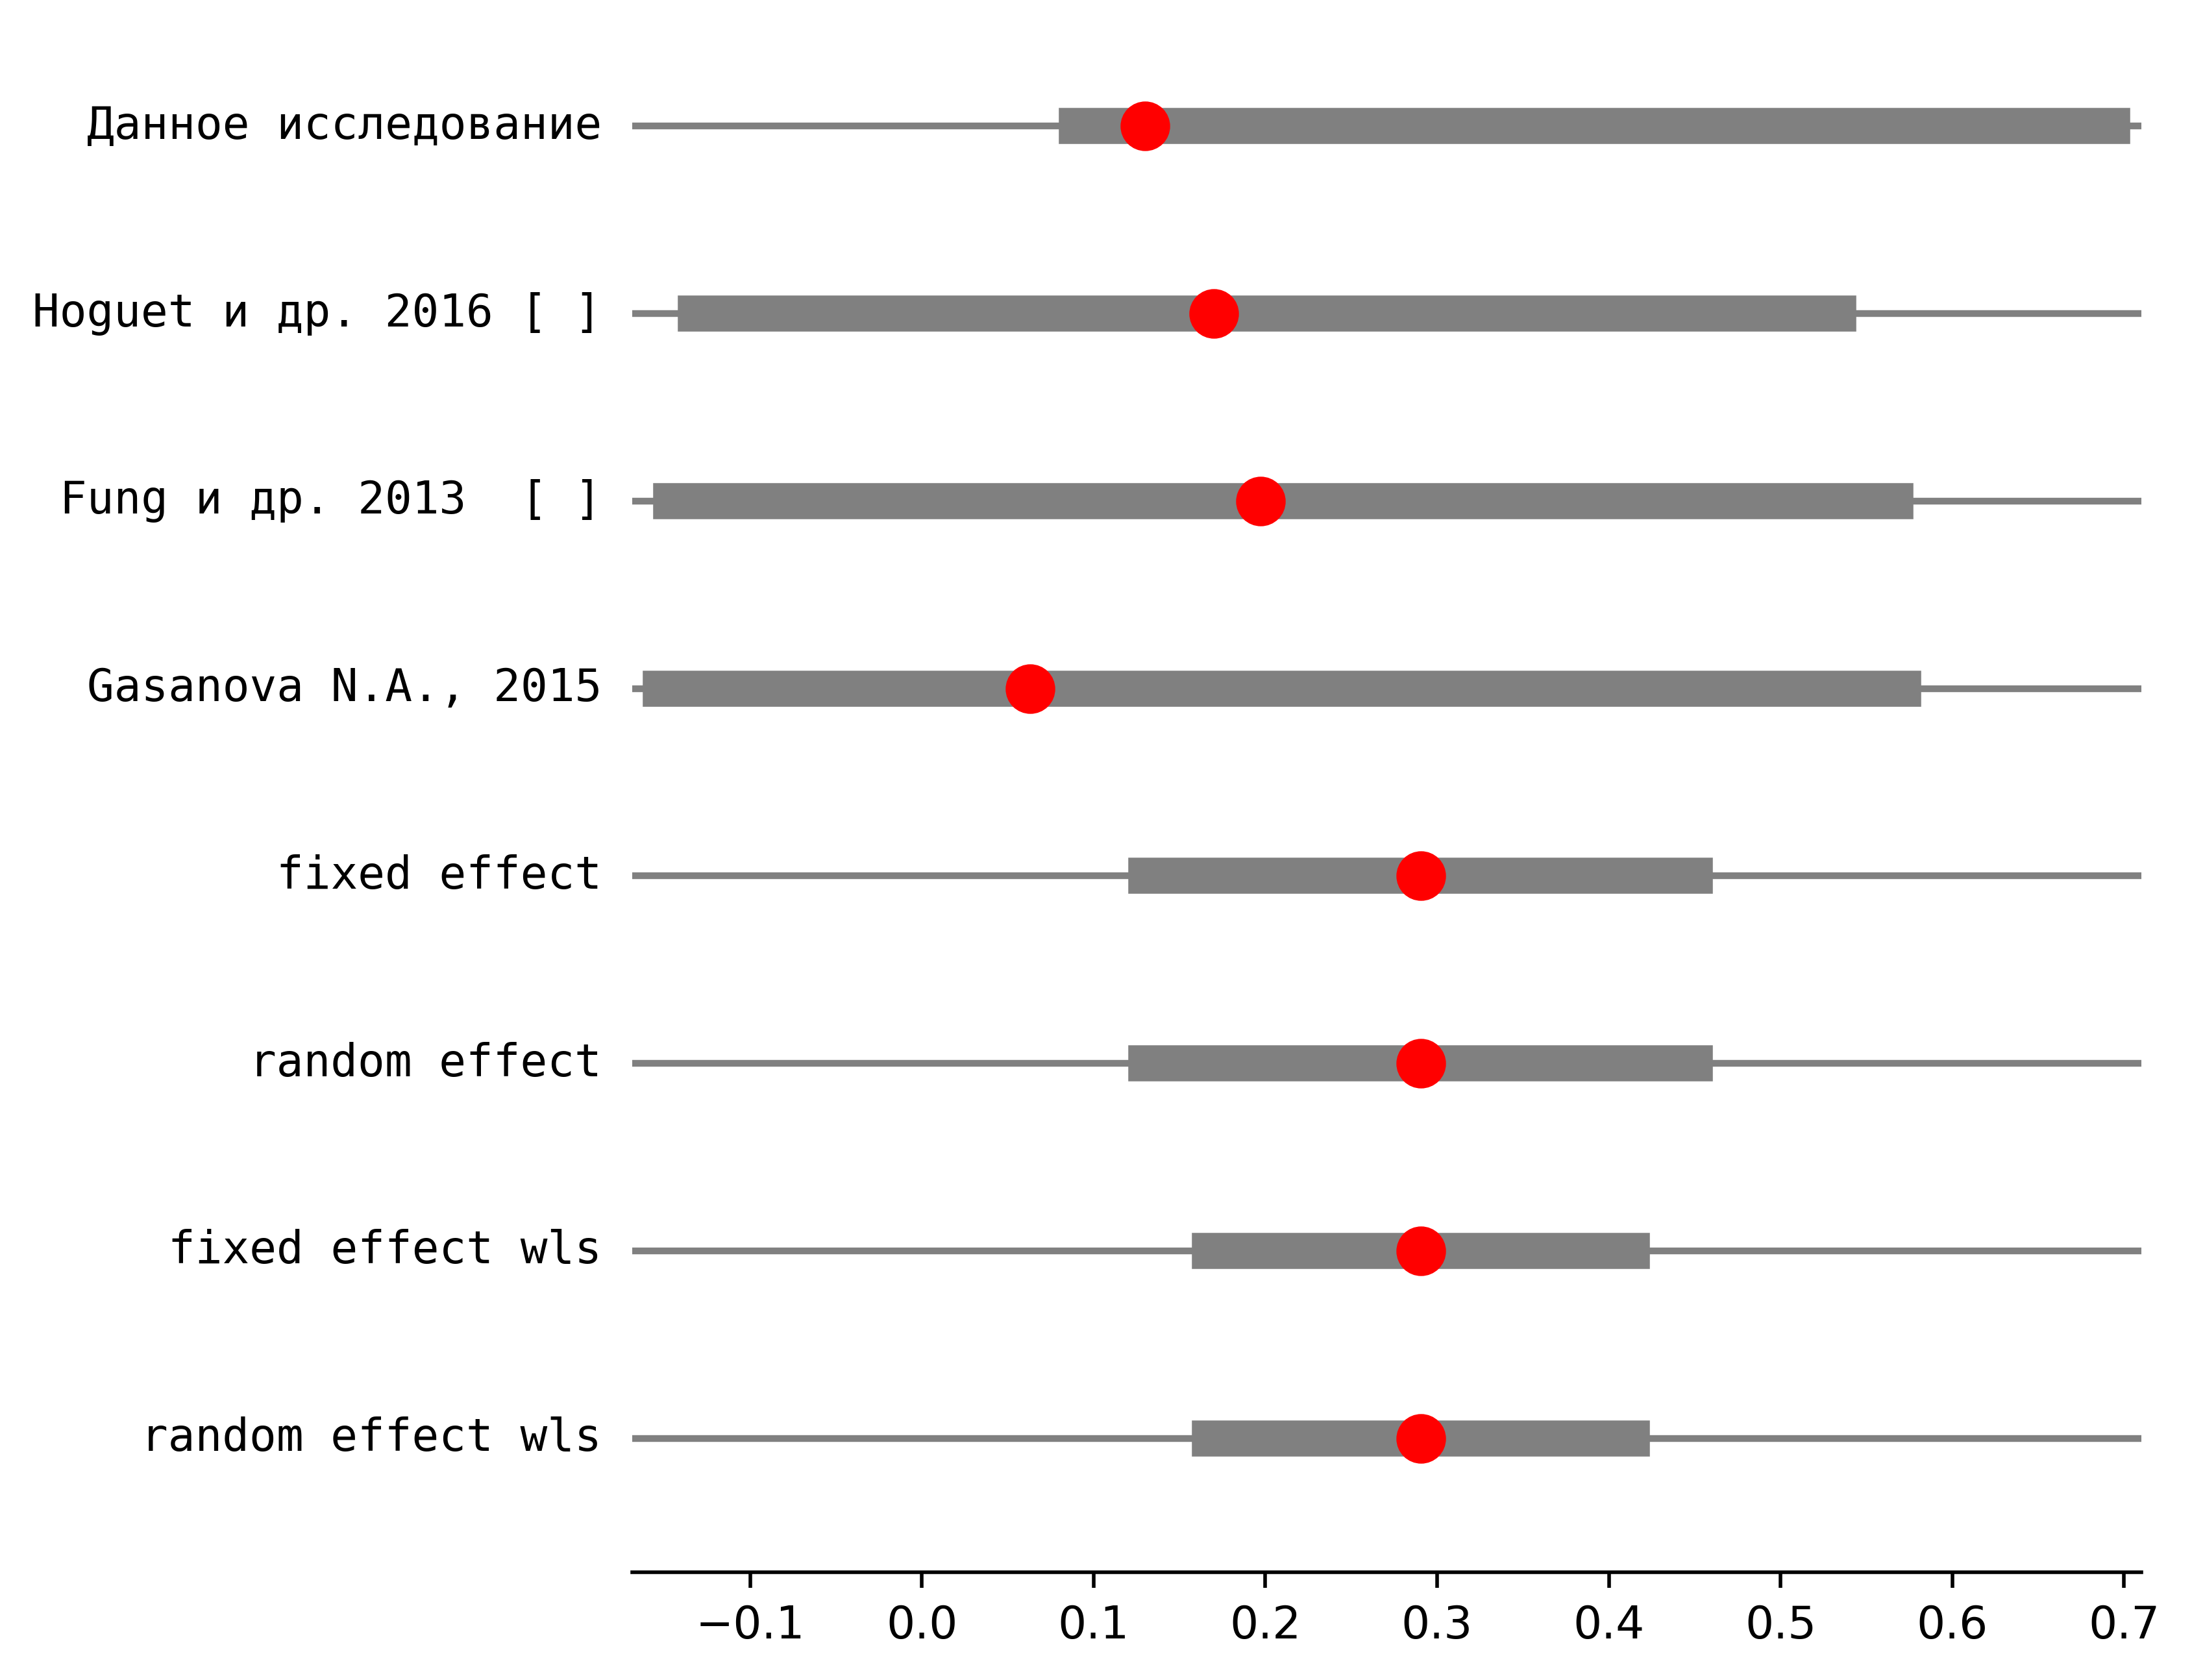 Данное исследование
Hoguet и др. 2016 [ ]
Fung и др. 2013  [ ]
Gasanova N.A., 2015
fixed effect
random effect
fixed effect wls
random effect wls
−0.1 0.0 0.1 0.2 0.3 0.4 0.5 0.6 0.7